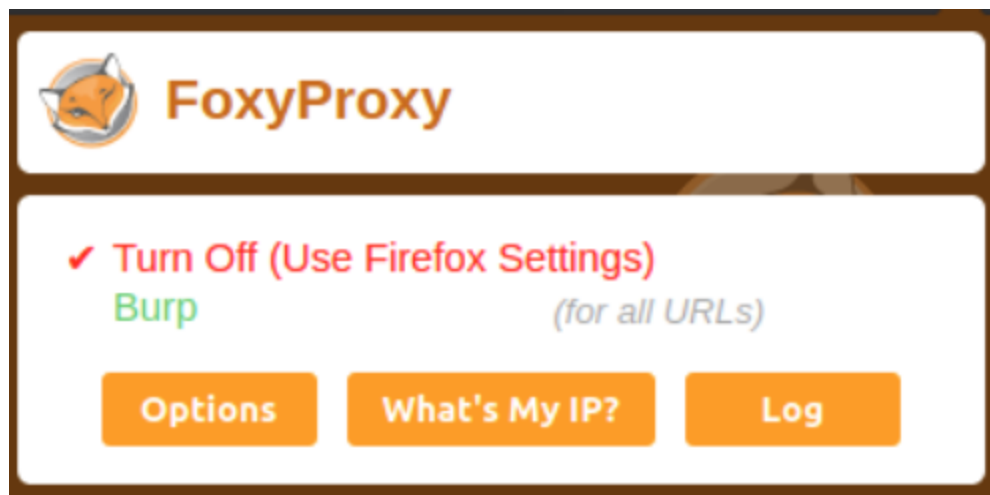 FoxyProxy
✔ Turn Off (Use Firefox Settings)
Burp (for all URLs)
Options What's My IP? Log